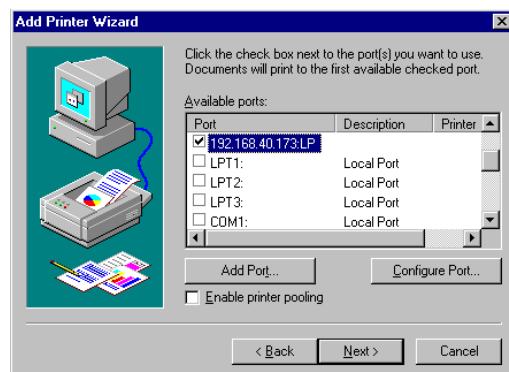 Add Printer Wizard
Click the check box next to the port(s) you want to use.
Documents will print to the first available checked port.
Available ports:
Port Description Printer
192.168.40.173:LP
LPT1: Local Port
LPT2: Local Port
LPT3: Local Port
COM1: Local Port
Add Port... Configure Port...
Enable printer pooling
< Back Next > Cancel